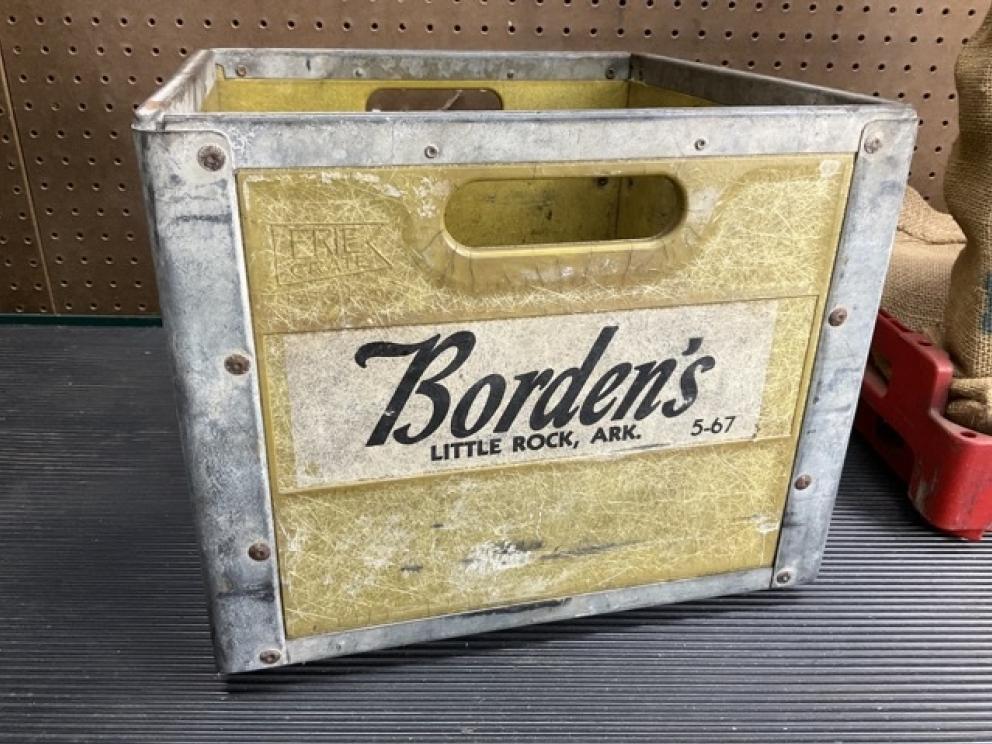 ERIE
CRATE
Borden's
LITTLE ROCK, ARK. 5-67